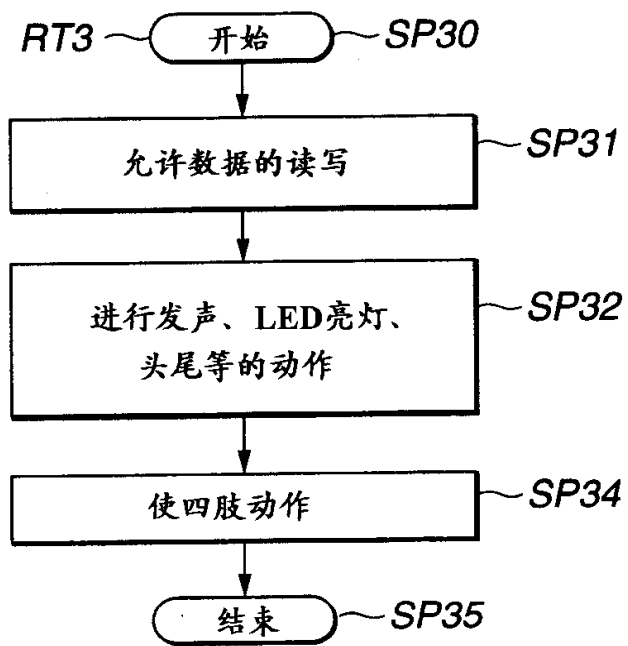 RT3 开始 SP30
允许数据的读写 SP31
进行发声、LED亮灯、 SP32
头尾等的动作
使四肢动作 SP34
结束 SP35